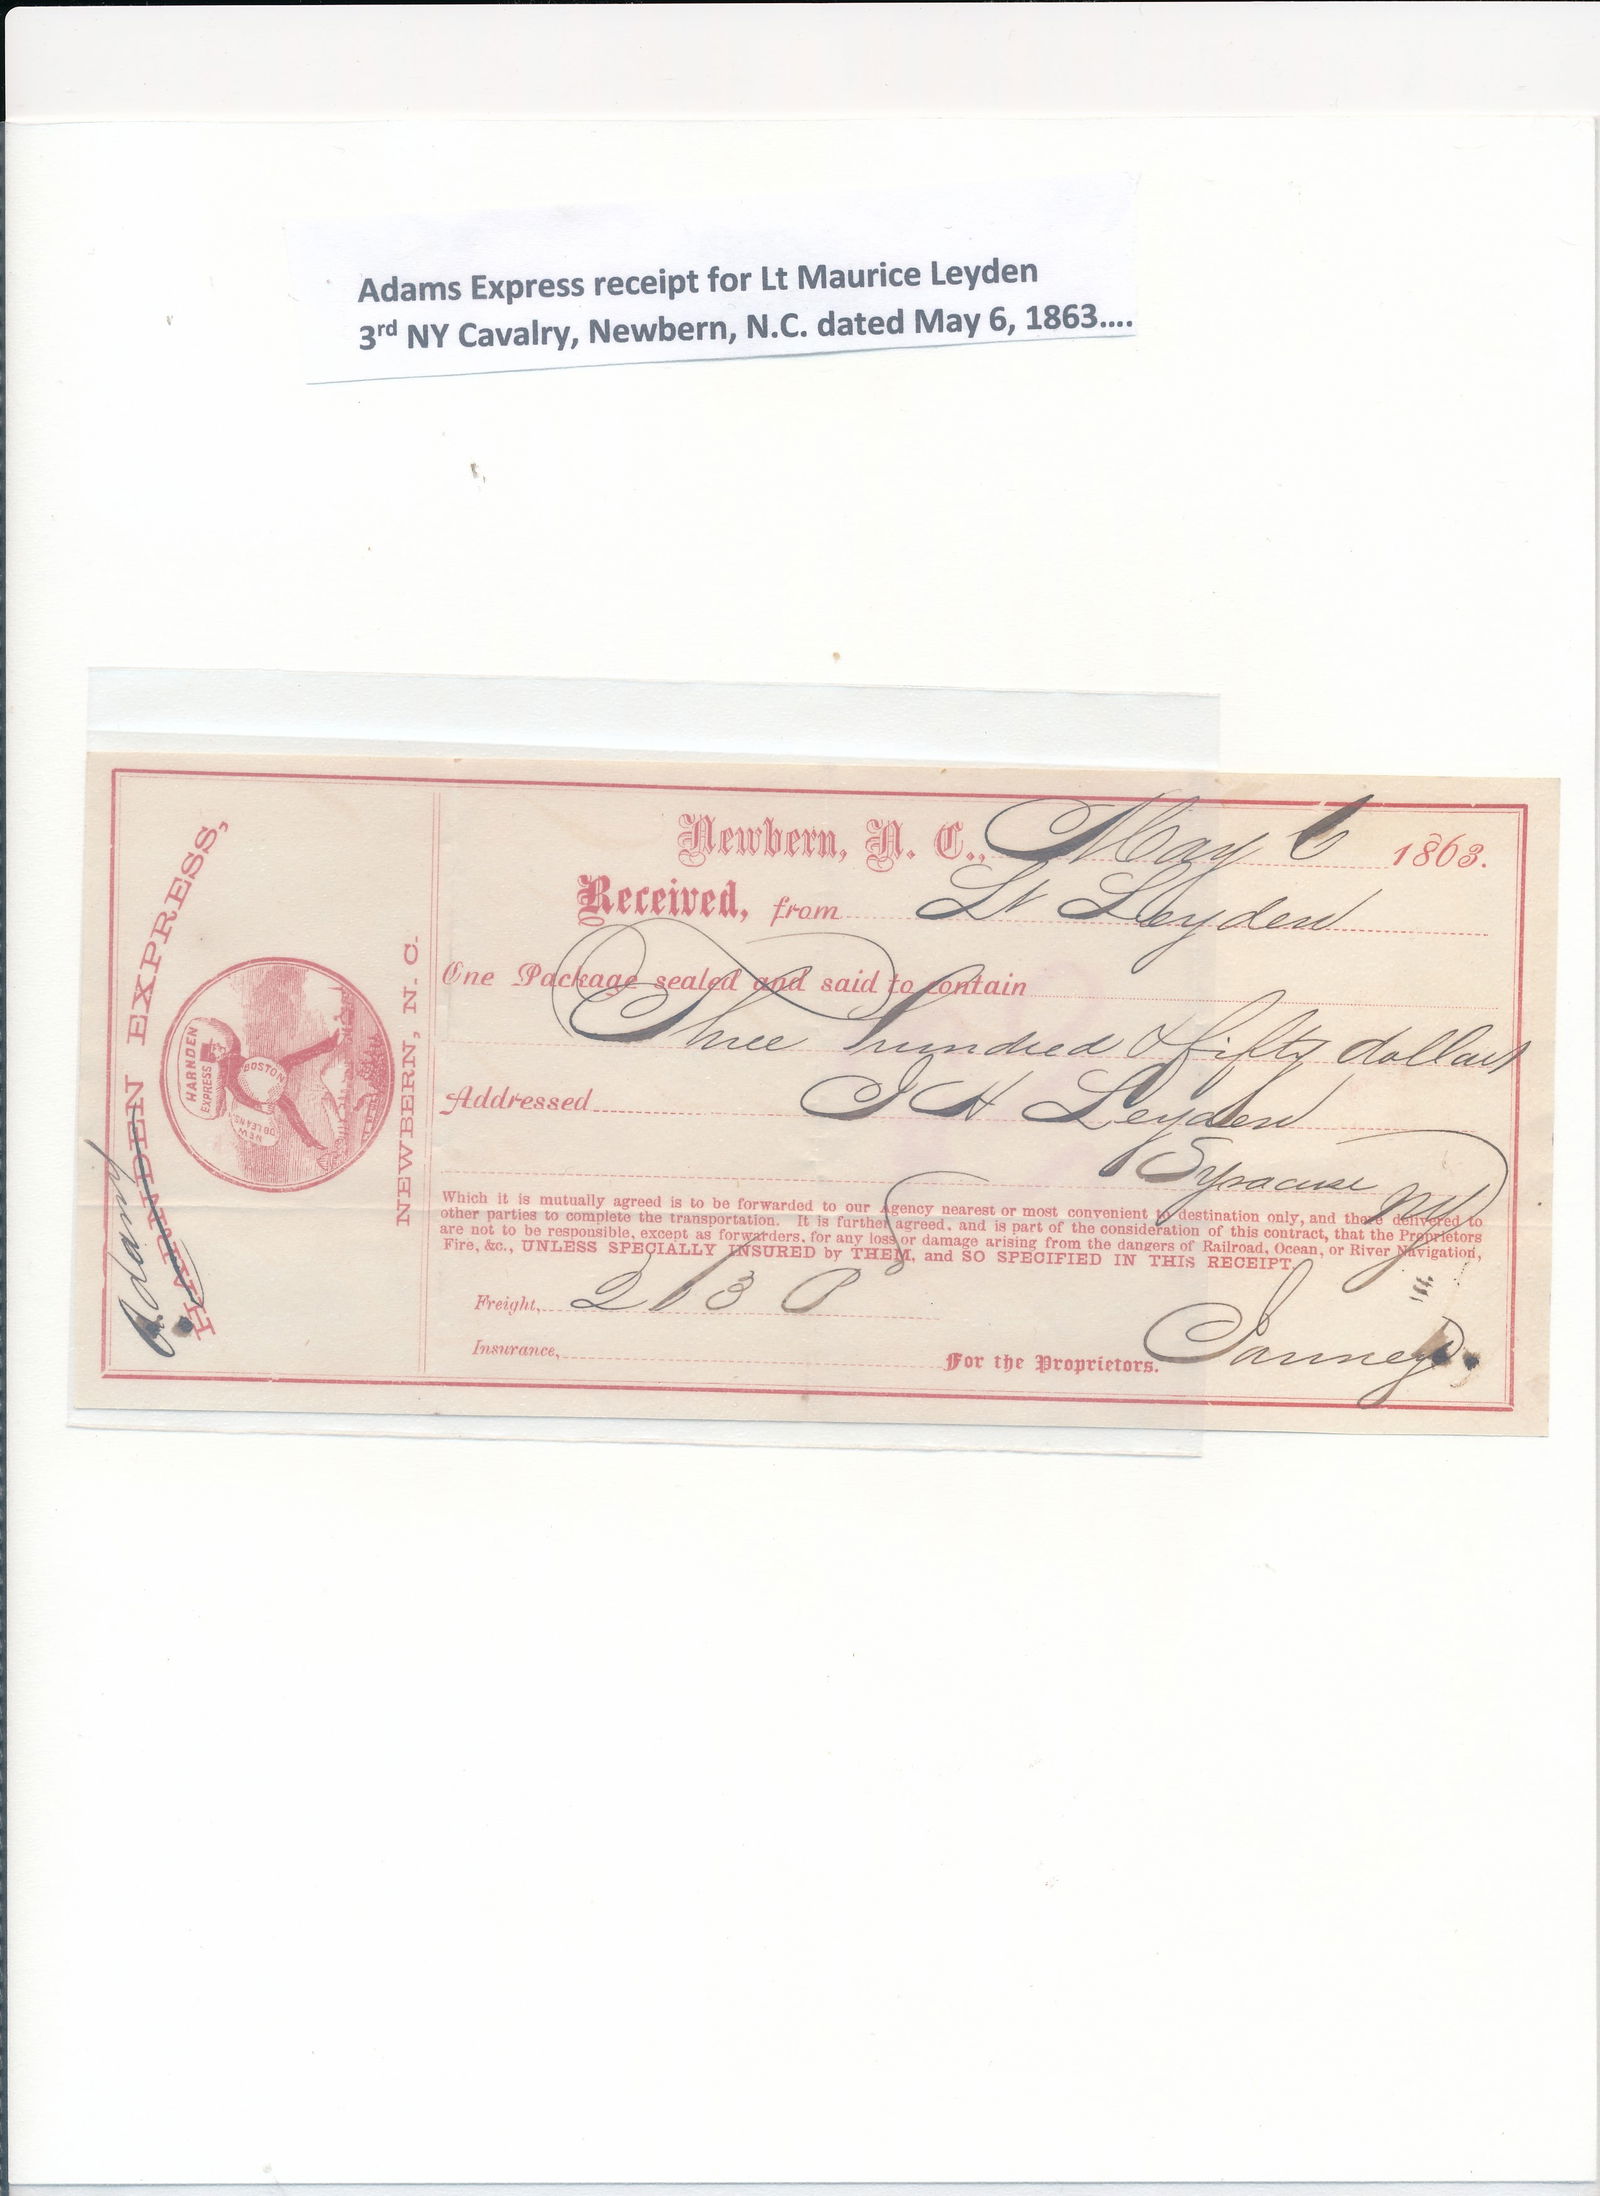 Adams Express receipt for Lt Maurice Leyden
3rd NY Cavalry, Newbern, N.C. dated May 6, 1863....
Adams
HARNDEN EXPRESS,
HARNDEN
EXPRESS
BOSTON
NEW
ORLEANS
NEWBERN, N. C.
Newbern, N. C., May 6 1863.
Received, from Lt Leyden
One Package sealed and said to contain
Three hundred & fifty dollars
Addressed J H Leyden
Syracuse
NY
Which it is mutually agreed is to be forwarded to our Agency nearest or most convenient to destination only, and there delivered to
other parties to complete the transportation. It is further agreed, and is part of the consideration of this contract, that the Proprietors
are not to be responsible, except as forwarders, for any loss or damage arising from the dangers of Railroad, Ocean, or River Navigation,
Fire, &c., UNLESS SPECIALLY INSURED by THEM, and SO SPECIFIED IN THIS RECEIPT.
Freight,
Insurance,
For the Proprietors.